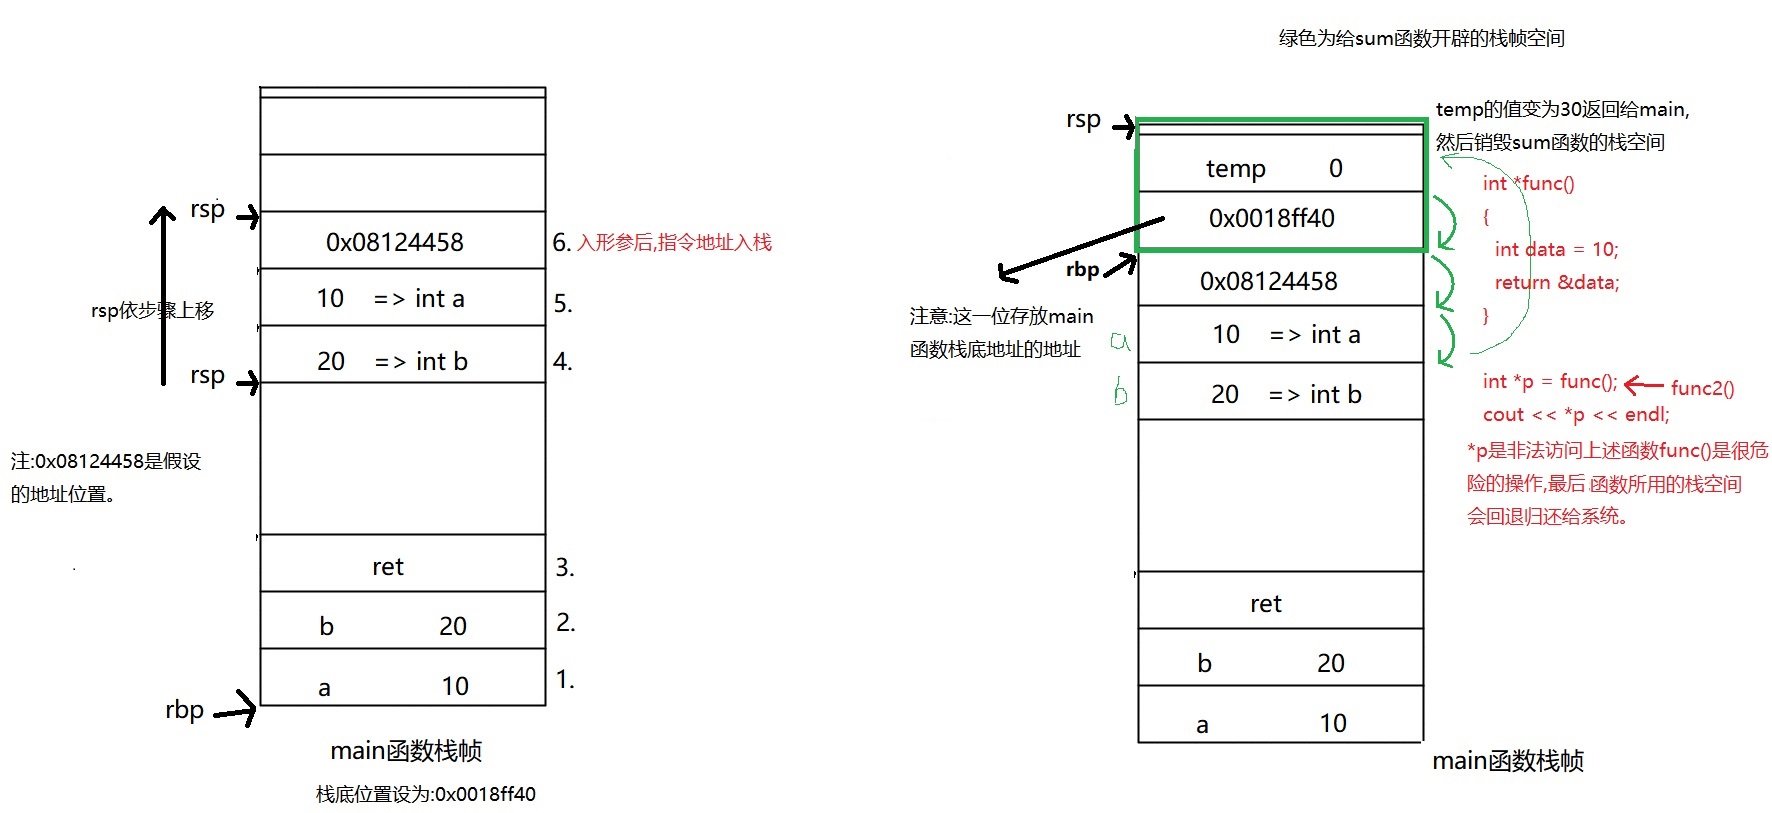 rsp
0x08124458
6. 入形参后,指令地址入栈
10 => int a
5.
rsp依步骤上移
20 => int b
4.
rsp
注:0x08124458是假设
的地址位置。
ret
3.
b 20
2.
a 10
1.
rbp
main函数栈帧
栈底位置设为:0x0018ff40
绿色为给sum函数开辟的栈帧空间
rsp
temp的值变为30返回给main,
然后销毁sum函数的栈空间
temp 0
0x0018ff40
rbp
0x08124458
注意:这一位存放main
函数栈底地址的地址
a
10 => int a
b
20 => int b
int *func()
{
int data = 10;
return &data;
}
int *p = func();
func2()
cout << *p << endl;
*p是非法访问上述函数func()是很危
险的操作,最后函数所用的栈空间
会回退归还给系统。
ret
b 20
a 10
main函数栈帧